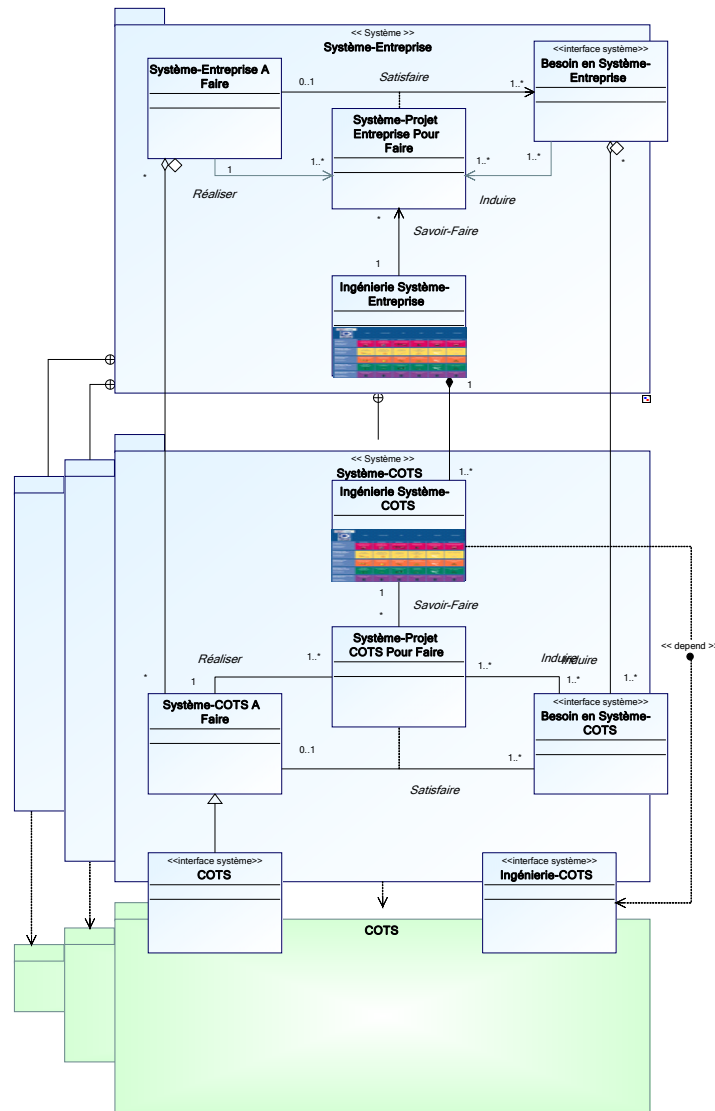 << Système >>
Système-Entreprise
<<interface système>>
Besoin en Système-
Entreprise
Système-Entreprise A
Faire
0..1
Satisfaire
1..*
Système-Projet
Entreprise Pour
Faire
1
1..*
1..*
1..*
*
*
Réaliser
Induire
*
Savoir-Faire
1
Ingénierie Système-
Entreprise
1
<< Système >>
Système-COTS
1..*
Ingénierie Système-
COTS
1
*
Savoir-Faire
Système-Projet
COTS Pour Faire
<< depend >>
Réaliser
1..*
1..*
Induire
Induire
*
1
1..*
1..*
Système-COTS A
Faire
<<interface système>>
Besoin en Système-
COTS
0..1
1..*
Satisfaire
<<interface système>>
COTS
<<interface système>>
Ingénierie-COTS
COTS